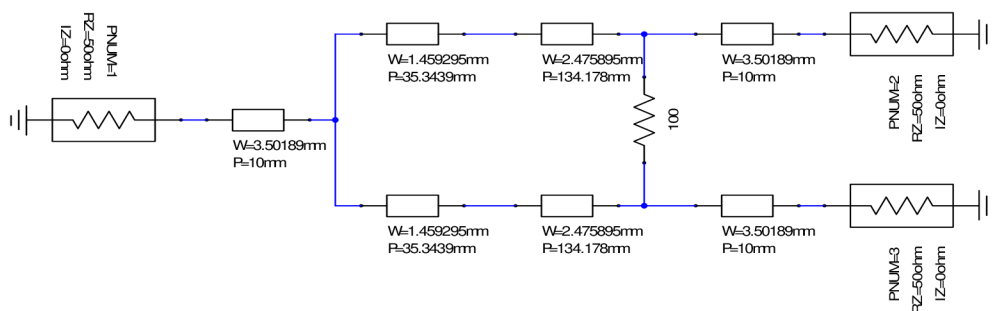 PNUM=1
RZ=50ohm
IZ=0ohm
W=3.50189mm
P=10mm
W=1.459295mm
P=35.3439mm
W=2.475895mm
P=134.178mm
W=3.50189mm
P=10mm
PNUM=2
RZ=50ohm
IZ=0ohm
100
W=1.459295mm
P=35.3439mm
W=2.475895mm
P=134.178mm
W=3.50189mm
P=10mm
PNUM=3
RZ=50ohm
IZ=0ohm